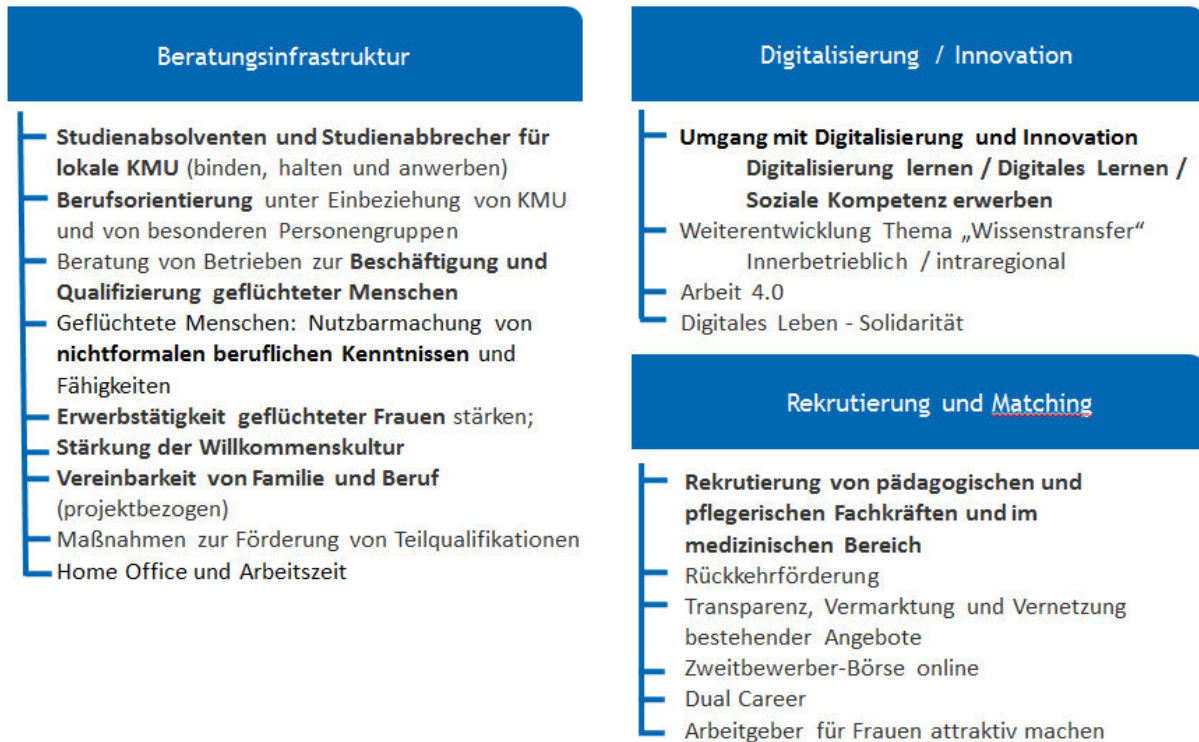 Beratungsinfrastruktur
Studienabsolventen und Studienabbrecher für
lokale KMU (binden, halten und anwerben)
Berufsorientierung unter Einbeziehung von KMU
und von besonderen Personengruppen
Beratung von Betrieben zur Beschäftigung und
Qualifizierung geflüchteter Menschen
Geflüchtete Menschen: Nutzbarmachung von
nichtformalen beruflichen Kenntnissen und
Fähigkeiten
Erwerbstätigkeit geflüchteter Frauen stärken;
Stärkung der Willkommenskultur
Vereinbarkeit von Familie und Beruf
(projektbezogen)
Maßnahmen zur Förderung von Teilqualifikationen
Home Office und Arbeitszeit
Digitalisierung / Innovation
Umgang mit Digitalisierung und Innovation
Digitalisierung lernen / Digitales Lernen /
Soziale Kompetenz erwerben
Weiterentwicklung Thema „Wissenstransfer“
Innerbetrieblich / intraregional
Arbeit 4.0
Digitales Leben - Solidarität
Rekrutierung und Matching
Rekrutierung von pädagogischen und
pflegerischen Fachkräften und im
medizinischen Bereich
Rückkehrförderung
Transparenz, Vermarktung und Vernetzung
bestehender Angebote
Zweitbewerber-Börse online
Dual Career
Arbeitgeber für Frauen attraktiv machen